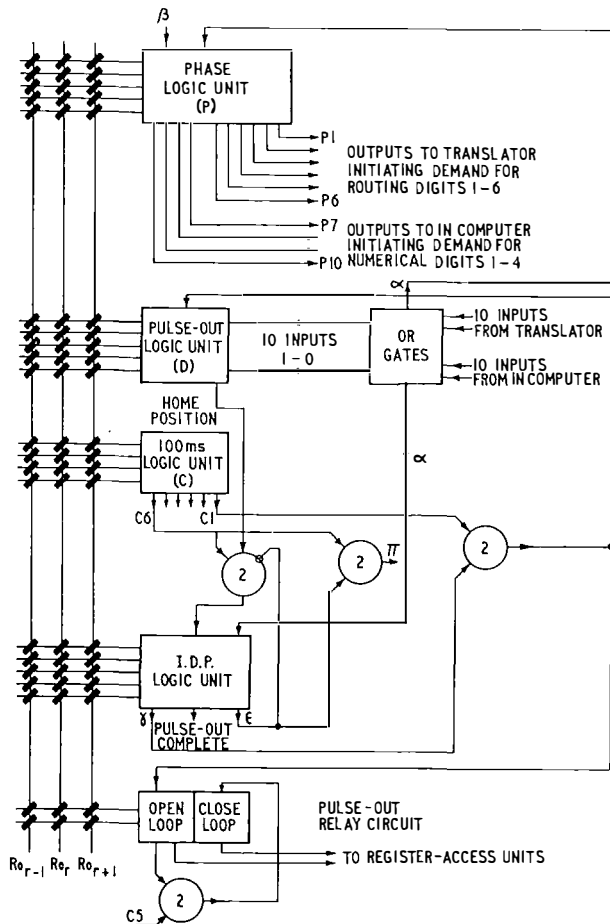 β
PHASE
LOGIC UNIT
(P)
P1
OUTPUTS TO TRANSLATOR
INITIATING DEMAND FOR
ROUTING DIGITS 1-6
P6
P7
OUTPUTS TO IN COMPUTER
INITIATING DEMAND FOR
NUMERICAL DIGITS 1-4
P10
α
PULSE-OUT
LOGIC UNIT
(D)
10 INPUTS
1-0
OR
GATES
10 INPUTS
FROM TRANSLATOR
10 INPUTS
FROM IN COMPUTER
HOME
POSITION
α
100ms
LOGIC UNIT
(C)
C6
C1
2
2
π
2
I.D.P.
LOGIC UNIT
γ
PULSE-OUT
COMPLETE
ϵ
OPEN
LOOP
CLOSE
LOOP
PULSE-OUT
RELAY CIRCUIT
TO REGISTER-ACCESS UNITS
Ro r-1
Ro r
Ro r+1
2
C5